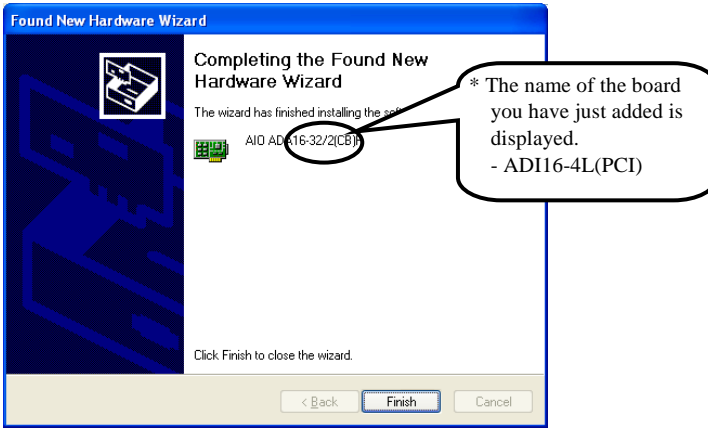 Found New Hardware Wizard
Completing the Found New
Hardware Wizard
The wizard has finished installing the
AIO ADA16-32/2(CB)F
* The name of the board
you have just added is
displayed.
- ADI16-4L(PCI)
Click Finish to close the wizard.
< Back
Finish
Cancel